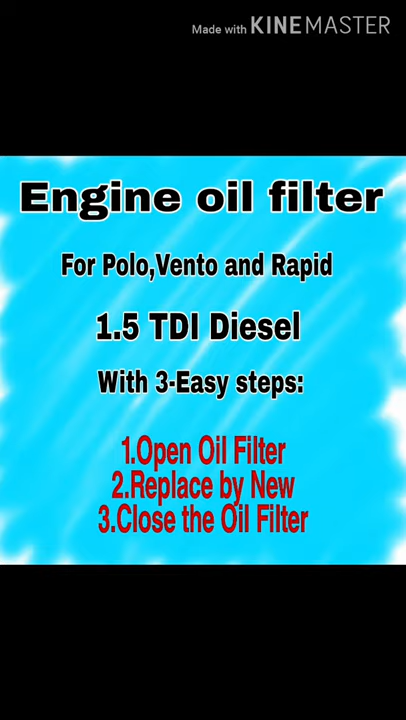 Made with KINEMASTER
Engine oil filter
For Polo,Vento and Rapid
1.5 TDI Diesel
With 3-Easy steps:
1.Open Oil Filter
2.Replace by New
3.Close the Oil Filter